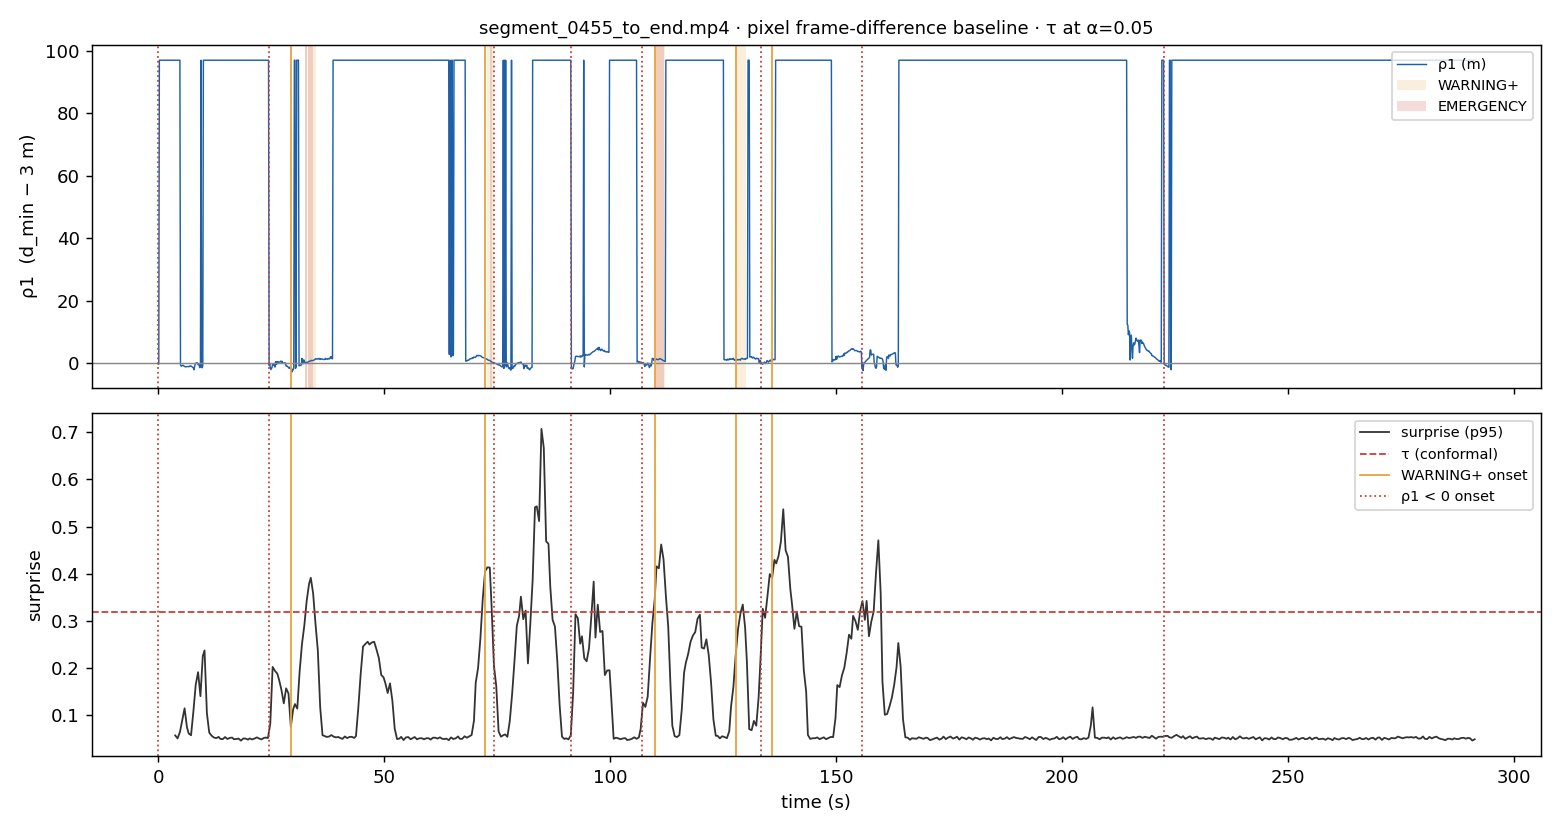 segment_0455_to_end.mp4 · pixel frame-difference baseline · τ at α=0.05
100
80
60
40
20
0
ρ1 (d_min − 3 m)
ρ1 (m)
WARNING+
EMERGENCY
0.7
0.6
0.5
0.4
0.3
0.2
0.1
surprise
surprise (p95)
τ (conformal)
WARNING+ onset
ρ1 < 0 onset
0 50 100 150 200 250 300
time (s)